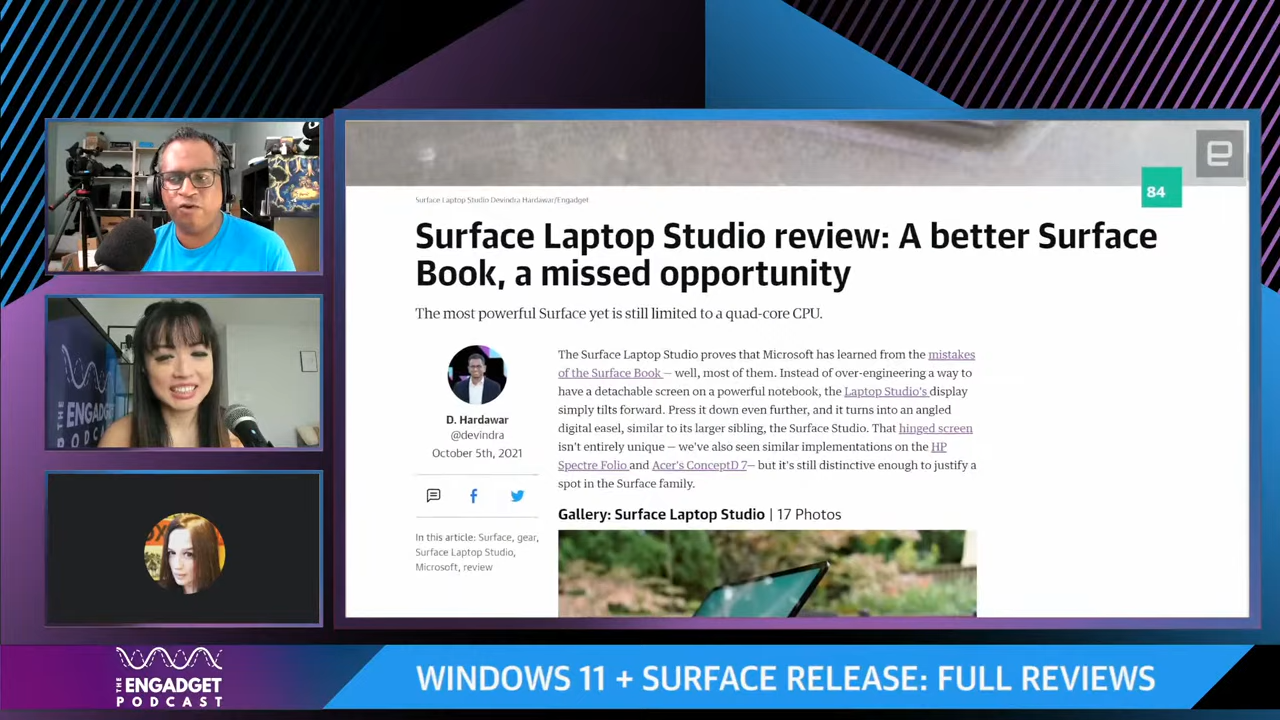 THE
ENGADGET
PODCAST
84
Surface Laptop Studio Devindra Hardawar/Engadget
Surface Laptop Studio review: A better Surface
Book, a missed opportunity
The most powerful Surface yet is still limited to a quad-core CPU.
D. Hardawar
@devindra
October 5th, 2021
In this article: Surface, gear,
Surface Laptop Studio,
Microsoft, review
The Surface Laptop Studio proves that Microsoft has learned from the mistakes
of the Surface Book — well, most of them. Instead of over-engineering a way to
have a detachable screen on a powerful notebook, the Laptop Studio's display
simply tilts forward. Press it down even further, and it turns into an angled
digital easel, similar to its larger sibling, the Surface Studio. That hinged screen
isn't entirely unique — we've also seen similar implementations on the HP
Spectre Folio and Acer's ConceptD 7— but it's still distinctive enough to justify a
spot in the Surface family.
Gallery: Surface Laptop Studio | 17 Photos
THE
ENGADGET
PODCAST
WINDOWS 11 + SURFACE RELEASE: FULL REVIEWS